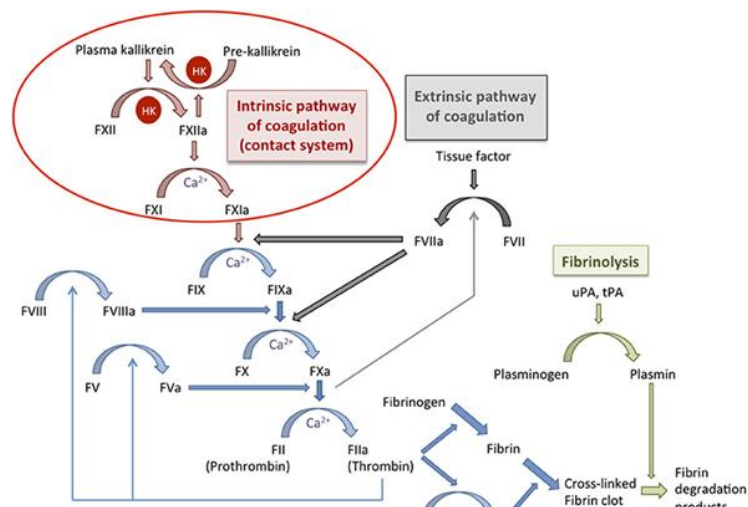 Plasma kallikrein
Pre-kallikrein
HK
HK
FXII
FXIIa
Intrinsic pathway
of coagulation
(contact system)
Extrinsic pathway
of coagulation
Tissue factor
Ca2+
FXI
FXIa
FVIIa
FVII
Ca2+
FIX
FIXa
Fibrinolysis
uPA, tPA
FVIII
FVIIIa
Ca2+
FX
FXa
Plasminogen
Plasmin
FV
FVa
Ca2+
FII
(Prothrombin)
FIIa
(Thrombin)
Fibrinogen
Fibrin
Cross-linked
Fibrin clot
Fibrin
degradation
products